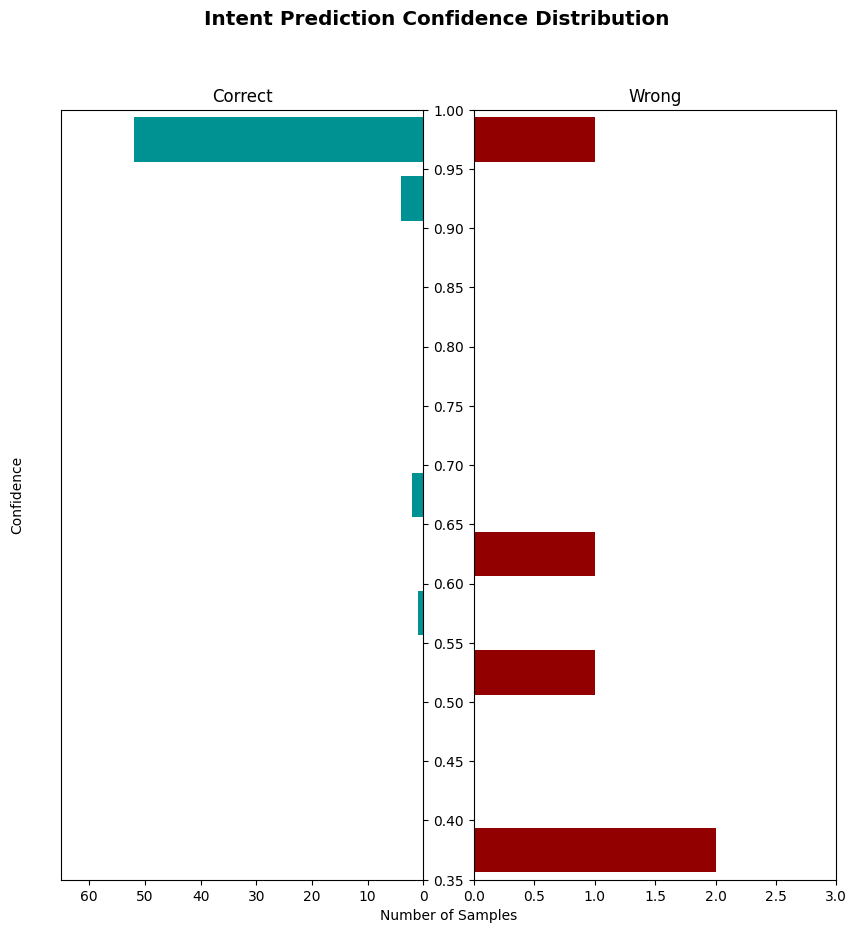 Intent Prediction Confidence Distribution
Correct
Wrong
1.00
0.95
0.90
0.85
0.80
0.75
0.70
0.65
0.60
0.55
0.50
0.45
0.40
0.35
Confidence
60 50 40 30 20 10 0
0.0 0.5 1.0 1.5 2.0 2.5 3.0
Number of Samples